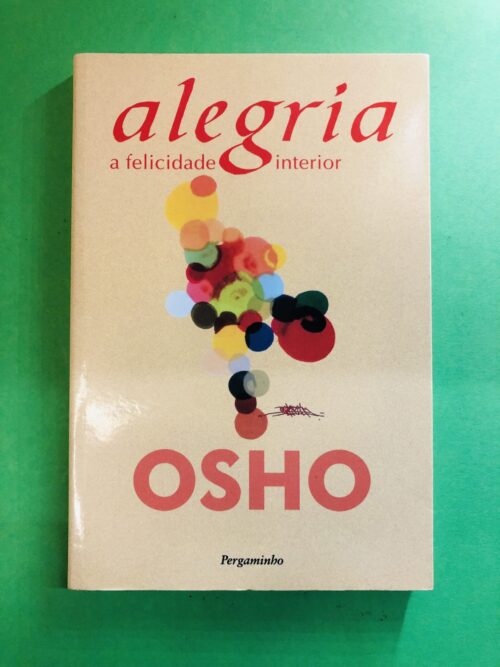 alegria
a felicidade interior
OSHO
Pergaminho